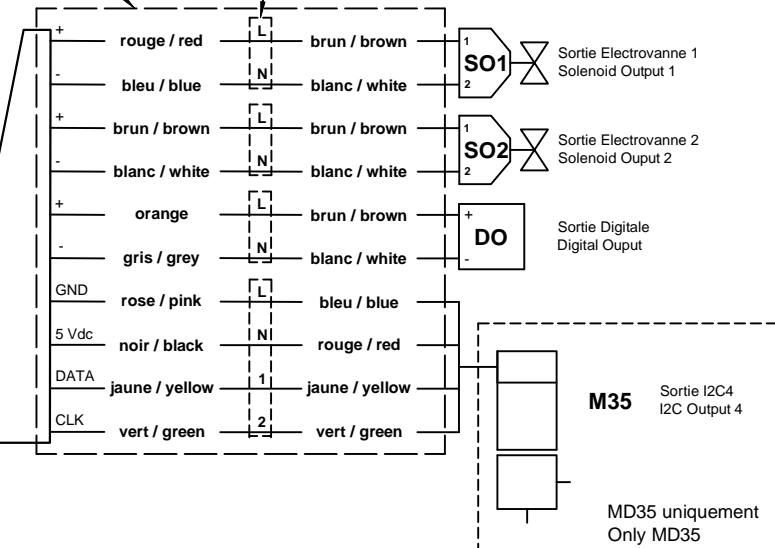 + rouge / red L brun / brown 1
SO1
Sortie Electrovanne 1
Solenoid Output 1
- bleu / blue N blanc / white 2
+ brun / brown L brun / brown 1
SO2
Sortie Electrovanne 2
Solenoid Ouput 2
- blanc / white N blanc / white 2
+ orange L brun / brown +
DO
Sortie Digitale
Digital Ouput
- gris / grey N blanc / white -
GND rose / pink L bleu / blue
5 Vdc noir / black N rouge / red
DATA jaune / yellow 1 jaune / yellow
CLK vert / green 2 vert / green
M35
Sortie I2C4
I2C Output 4
MD35 uniquement
Only MD35